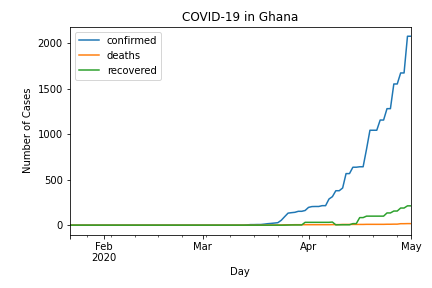 COVID-19 in Ghana
confirmed
deaths
recovered
Number of Cases
2000
1500
1000
500
0
Feb
2020
Mar
Apr
May
Day